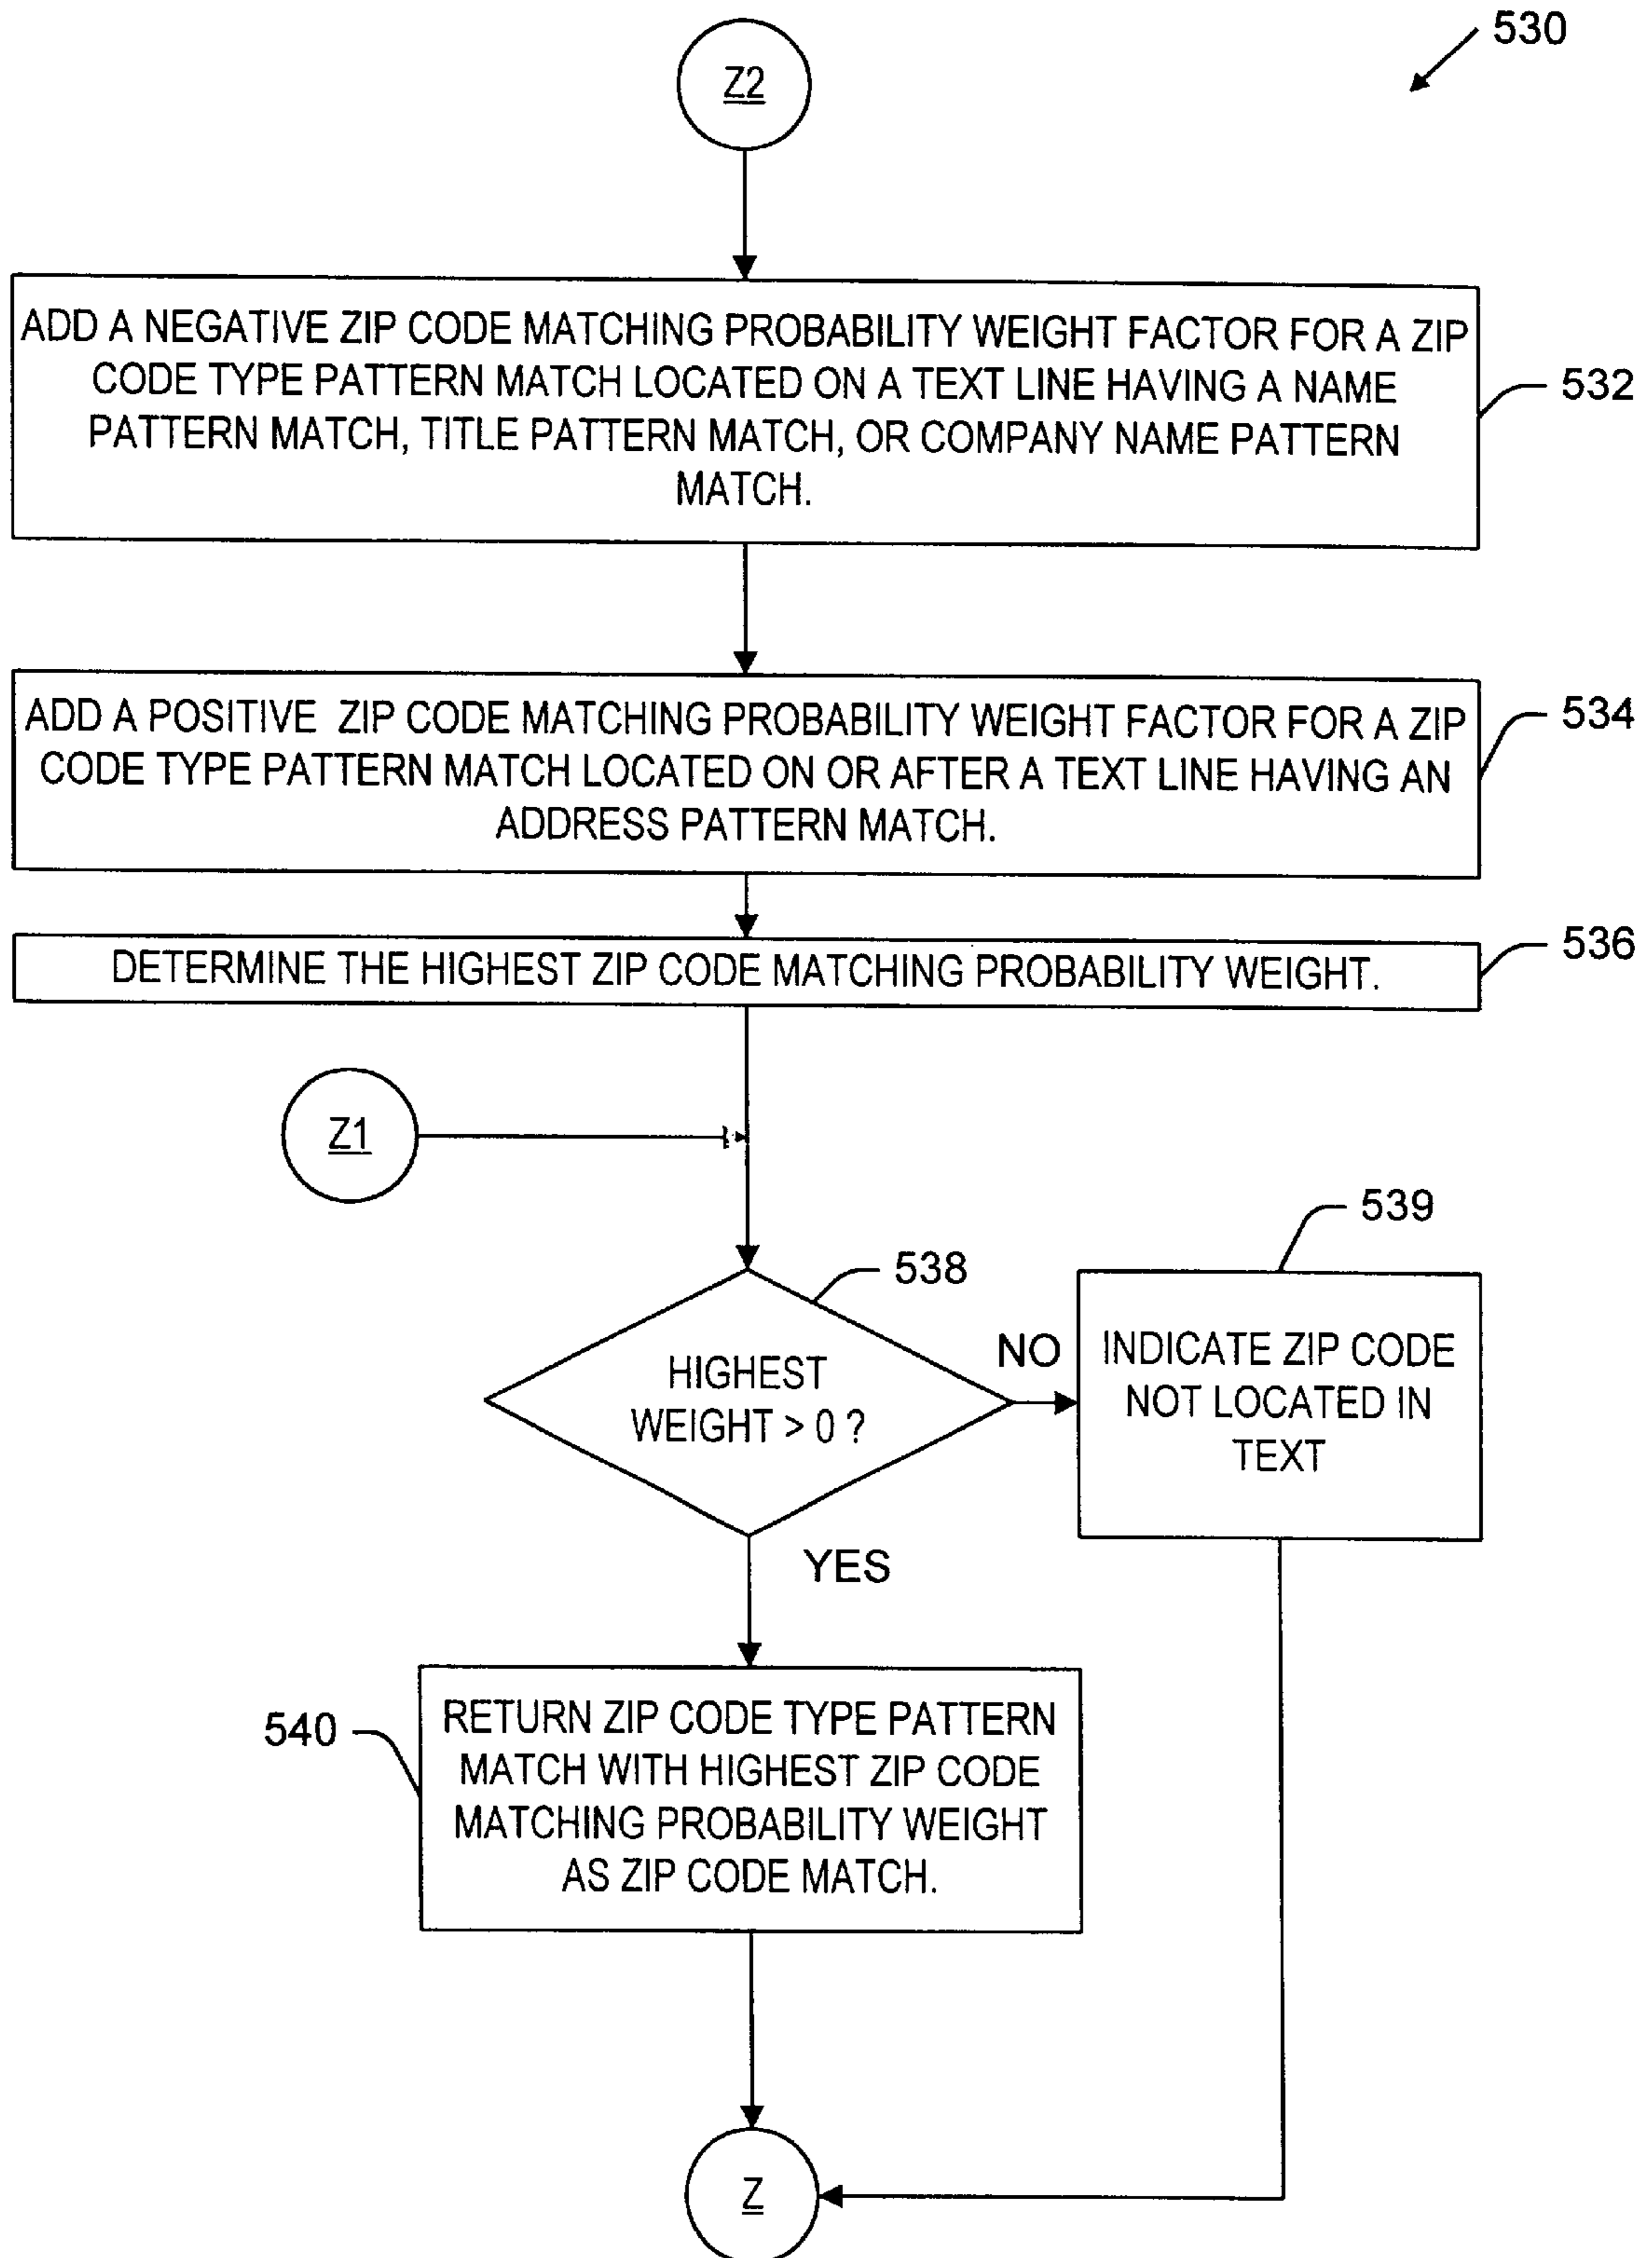 530
Z2
ADD A NEGATIVE ZIP CODE MATCHING PROBABILITY WEIGHT FACTOR FOR A ZIP
CODE TYPE PATTERN MATCH LOCATED ON A TEXT LINE HAVING A NAME
PATTERN MATCH, TITLE PATTERN MATCH, OR COMPANY NAME PATTERN
MATCH.
532
ADD A POSITIVE ZIP CODE MATCHING PROBABILITY WEIGHT FACTOR FOR A ZIP
CODE TYPE PATTERN MATCH LOCATED ON OR AFTER A TEXT LINE HAVING AN
ADDRESS PATTERN MATCH.
534
DETERMINE THE HIGHEST ZIP CODE MATCHING PROBABILITY WEIGHT.
536
Z1
538
HIGHEST
WEIGHT > 0 ?
NO
539
INDICATE ZIP CODE
NOT LOCATED IN
TEXT
YES
540
RETURN ZIP CODE TYPE PATTERN
MATCH WITH HIGHEST ZIP CODE
MATCHING PROBABILITY WEIGHT
AS ZIP CODE MATCH.
Z